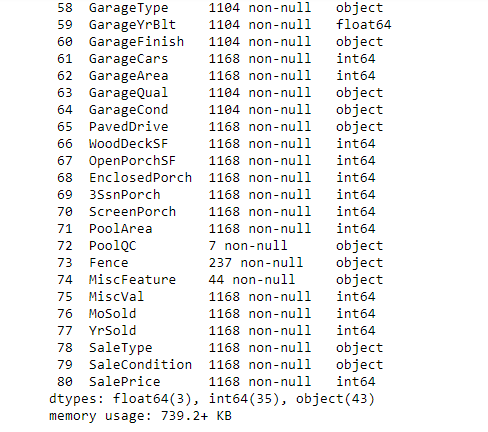 58 GarageType 1104 non-null object
59 GarageYrBlt 1104 non-null float64
60 GarageFinish 1104 non-null object
61 GarageCars 1168 non-null int64
62 GarageArea 1168 non-null int64
63 GarageQual 1104 non-null object
64 GarageCond 1104 non-null object
65 PavedDrive 1168 non-null object
66 WoodDeckSF 1168 non-null int64
67 OpenPorchSF 1168 non-null int64
68 EnclosedPorch 1168 non-null int64
69 3SsnPorch 1168 non-null int64
70 ScreenPorch 1168 non-null int64
71 PoolArea 1168 non-null int64
72 PoolQC 7 non-null object
73 Fence 237 non-null object
74 MiscFeature 44 non-null object
75 MiscVal 1168 non-null int64
76 MoSold 1168 non-null int64
77 YrSold 1168 non-null int64
78 SaleType 1168 non-null object
79 SaleCondition 1168 non-null object
80 SalePrice 1168 non-null int64
dtypes: float64(3), int64(35), object(43)
memory usage: 739.2+ KB